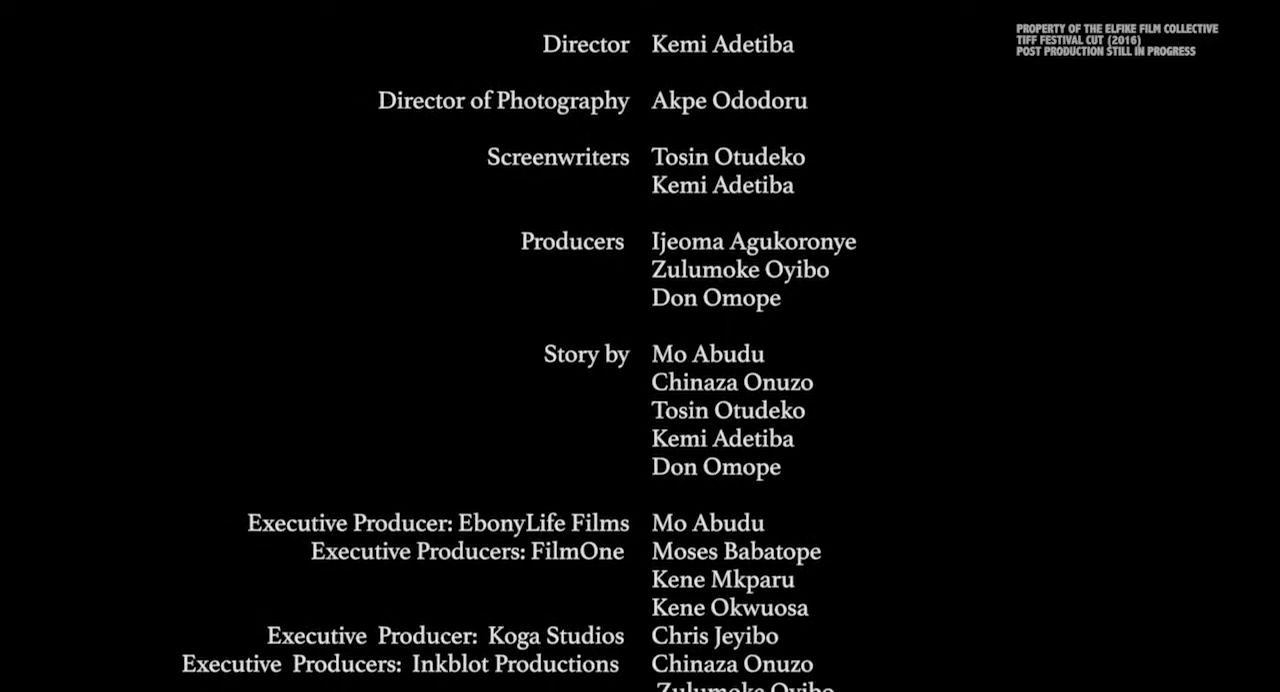 Director Kemi Adetiba
PROPERTY OF THE ELFIKE FILM COLLECTIVE
TIFF FESTIVAL CUT (2016)
POST PRODUCTION STILL IN PROGRESS
Director of Photography Akpe Ododoru
Screenwriters Tosin Otudeko
Kemi Adetiba
Producers Ijeoma Agukoronye
Zulumoke Oyibo
Don Omope
Story by Mo Abudu
Chinaza Onuzo
Tosin Otudeko
Kemi Adetiba
Don Omope
Executive Producer: EbonyLife Films Mo Abudu
Executive Producers: FilmOne Moses Babatope
Kene Mkparu
Kene Okwuosa
Executive Producer: Koga Studios Chris Jeyibo
Executive Producers: Inkblot Productions Chinaza Onuzo
Zulumoke Oyibo